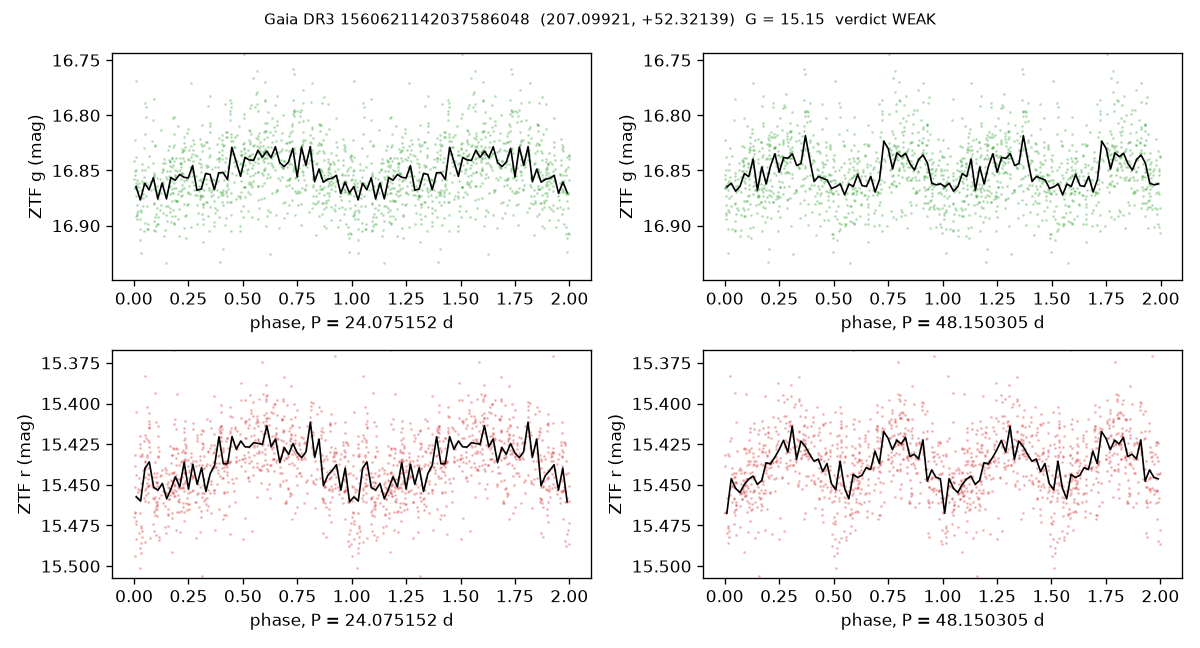 Gaia DR3 1560621142037586048 (207.09921, +52.32139) G = 15.15 verdict WEAK
16.75
16.80
16.85
16.90
ZTF g (mag)
0.00 0.25 0.50 0.75 1.00 1.25 1.50 1.75 2.00
phase, P = 24.075152 d
16.75
16.80
16.85
16.90
ZTF g (mag)
0.00 0.25 0.50 0.75 1.00 1.25 1.50 1.75 2.00
phase, P = 48.150305 d
15.375
15.400
15.425
15.450
15.475
15.500
ZTF r (mag)
0.00 0.25 0.50 0.75 1.00 1.25 1.50 1.75 2.00
phase, P = 24.075152 d
15.375
15.400
15.425
15.450
15.475
15.500
ZTF r (mag)
0.00 0.25 0.50 0.75 1.00 1.25 1.50 1.75 2.00
phase, P = 48.150305 d